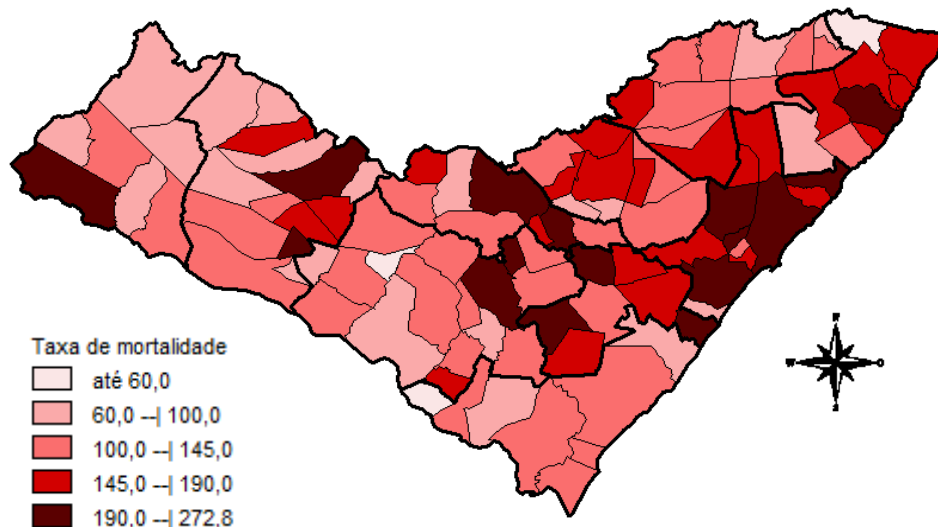 Taxa de mortalidade
até 60,0
60,0 --| 100,0
100,0 --| 145,0
145,0 --| 190,0
190,0 --| 272,8